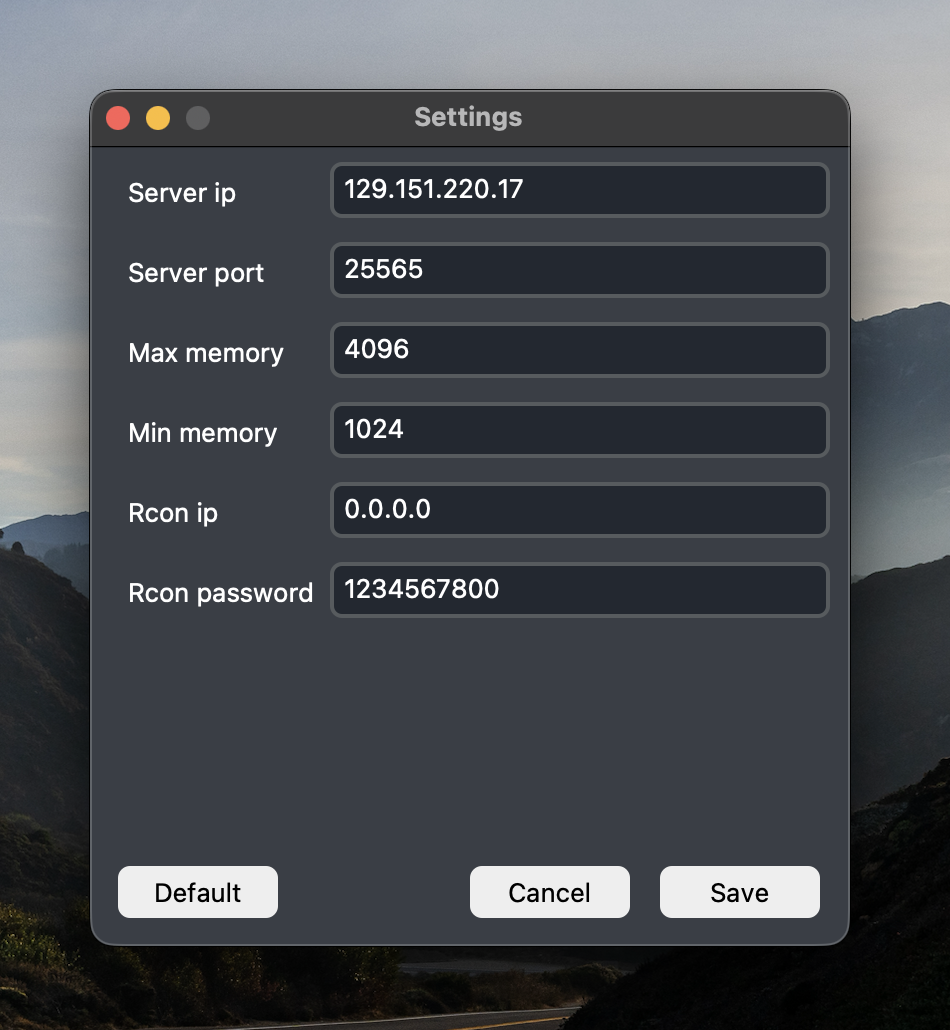 Settings
Server ip 129.151.220.17
Server port 25565
Max memory 4096
Min memory 1024
Rcon ip 0.0.0.0
Rcon password 1234567800
Default Cancel Save